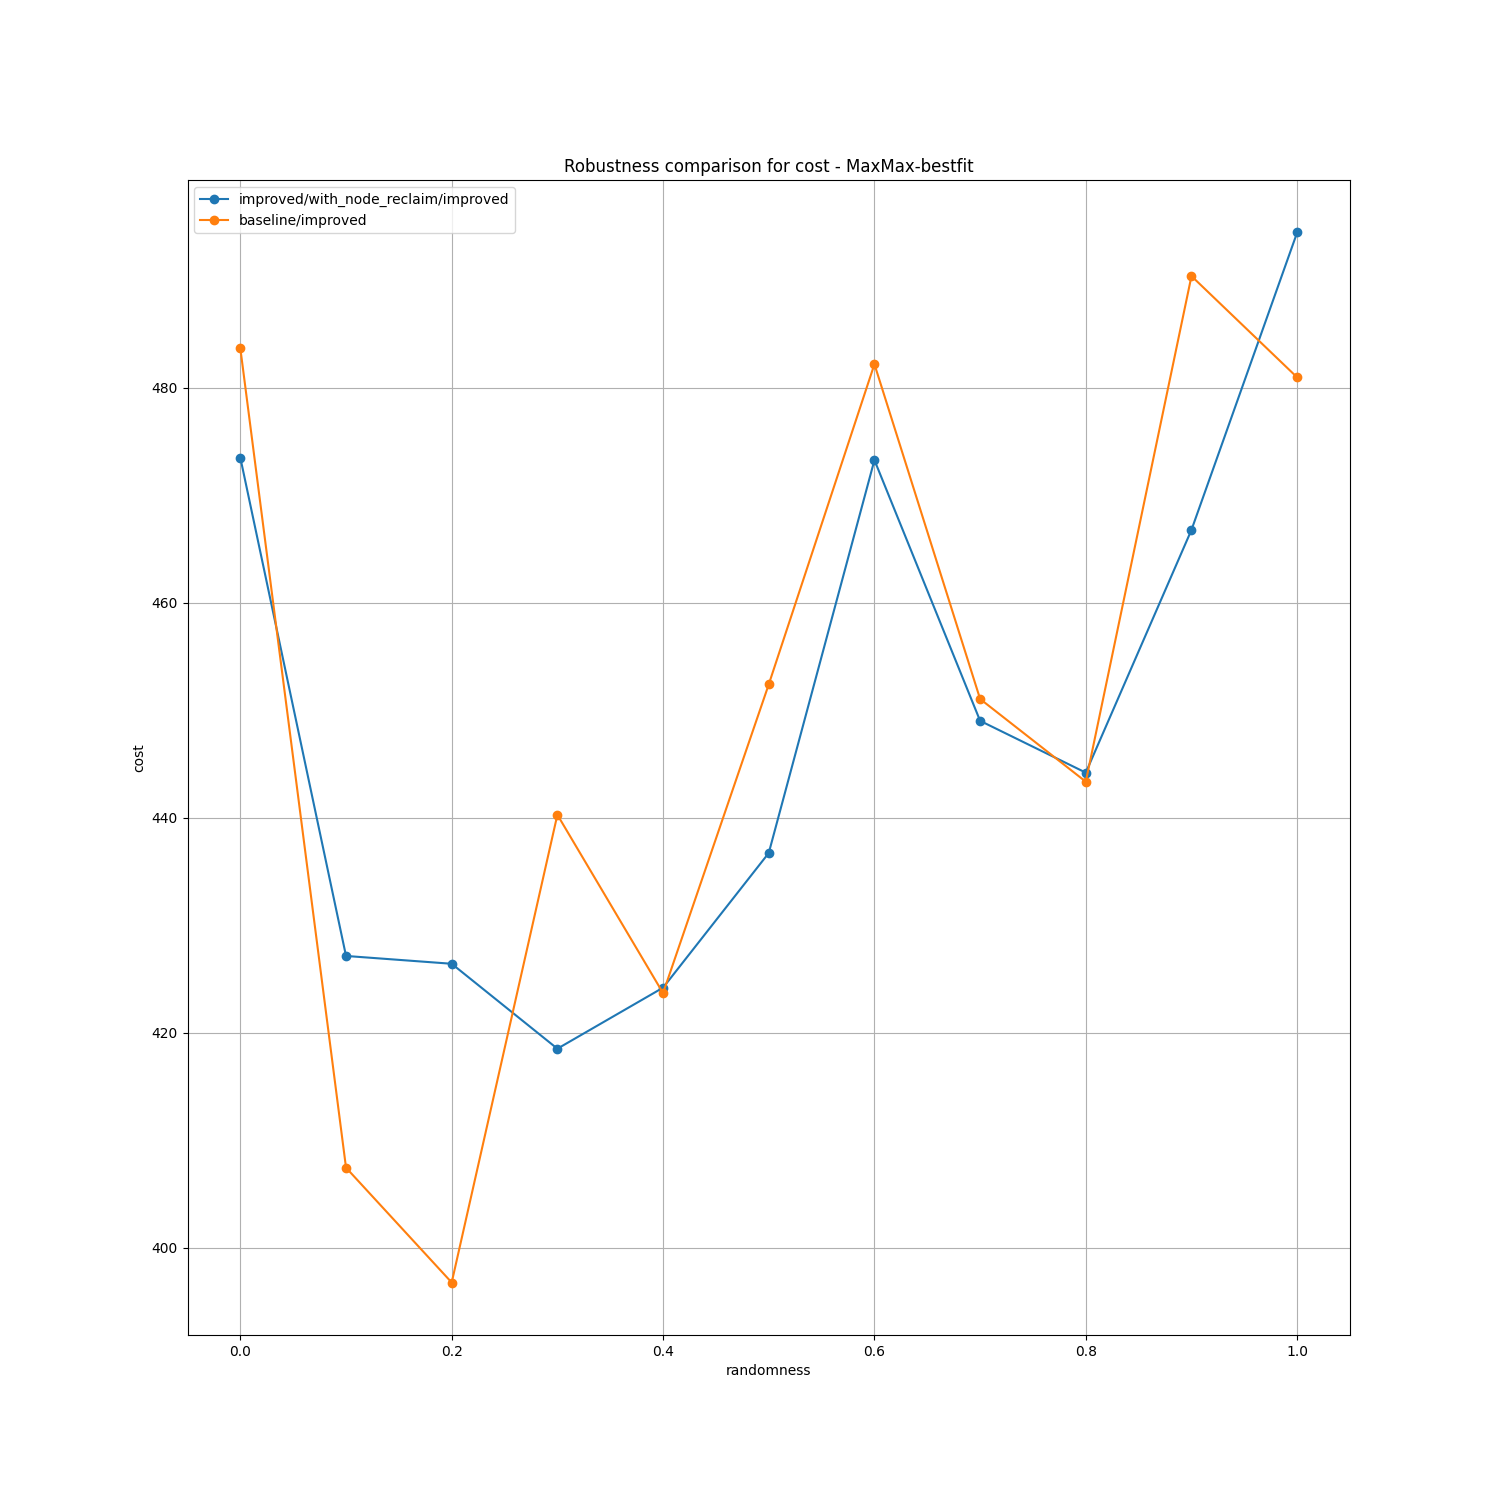 Robustness comparison for cost - MaxMax-bestfit
improved/with_node_reclaim/improved
baseline/improved
480
460
440
420
400
cost
0.0 0.2 0.4 0.6 0.8 1.0
randomness